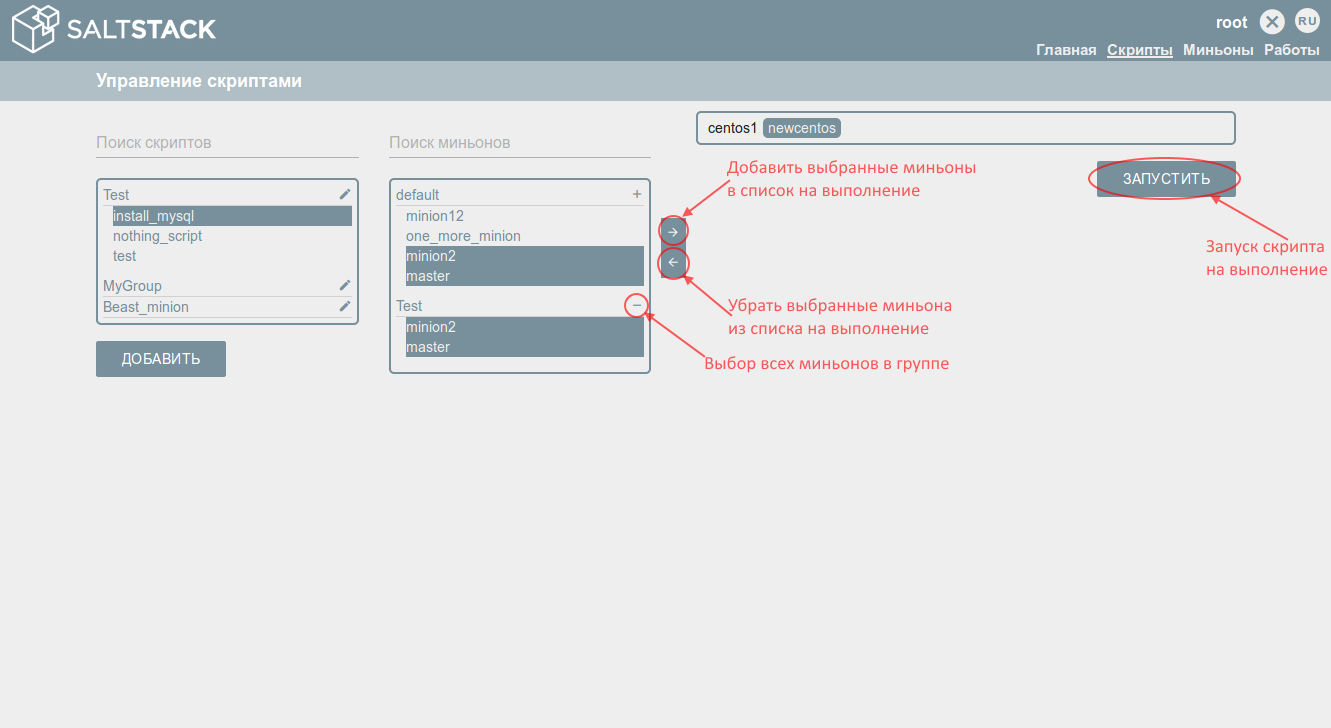 SALTSTACK
root
RU
Главная Скрипты Миньоны Работы
Управление скриптами
Поиск скриптов
Test
install_mysql
nothing_script
test
MyGroup
Beast_minion
ДОБАВИТЬ
Поиск миньонов
default
minion12
one_more_minion
minion2
master
Test
minion2
master
centos1 newcentos
Добавить выбранные миньоны
в список на выполнение
ЗАПУСТИТЬ
Запуск скрипта
на выполнение
Убрать выбранные миньона
из списка на выполнение
Выбор всех миньонов в группе